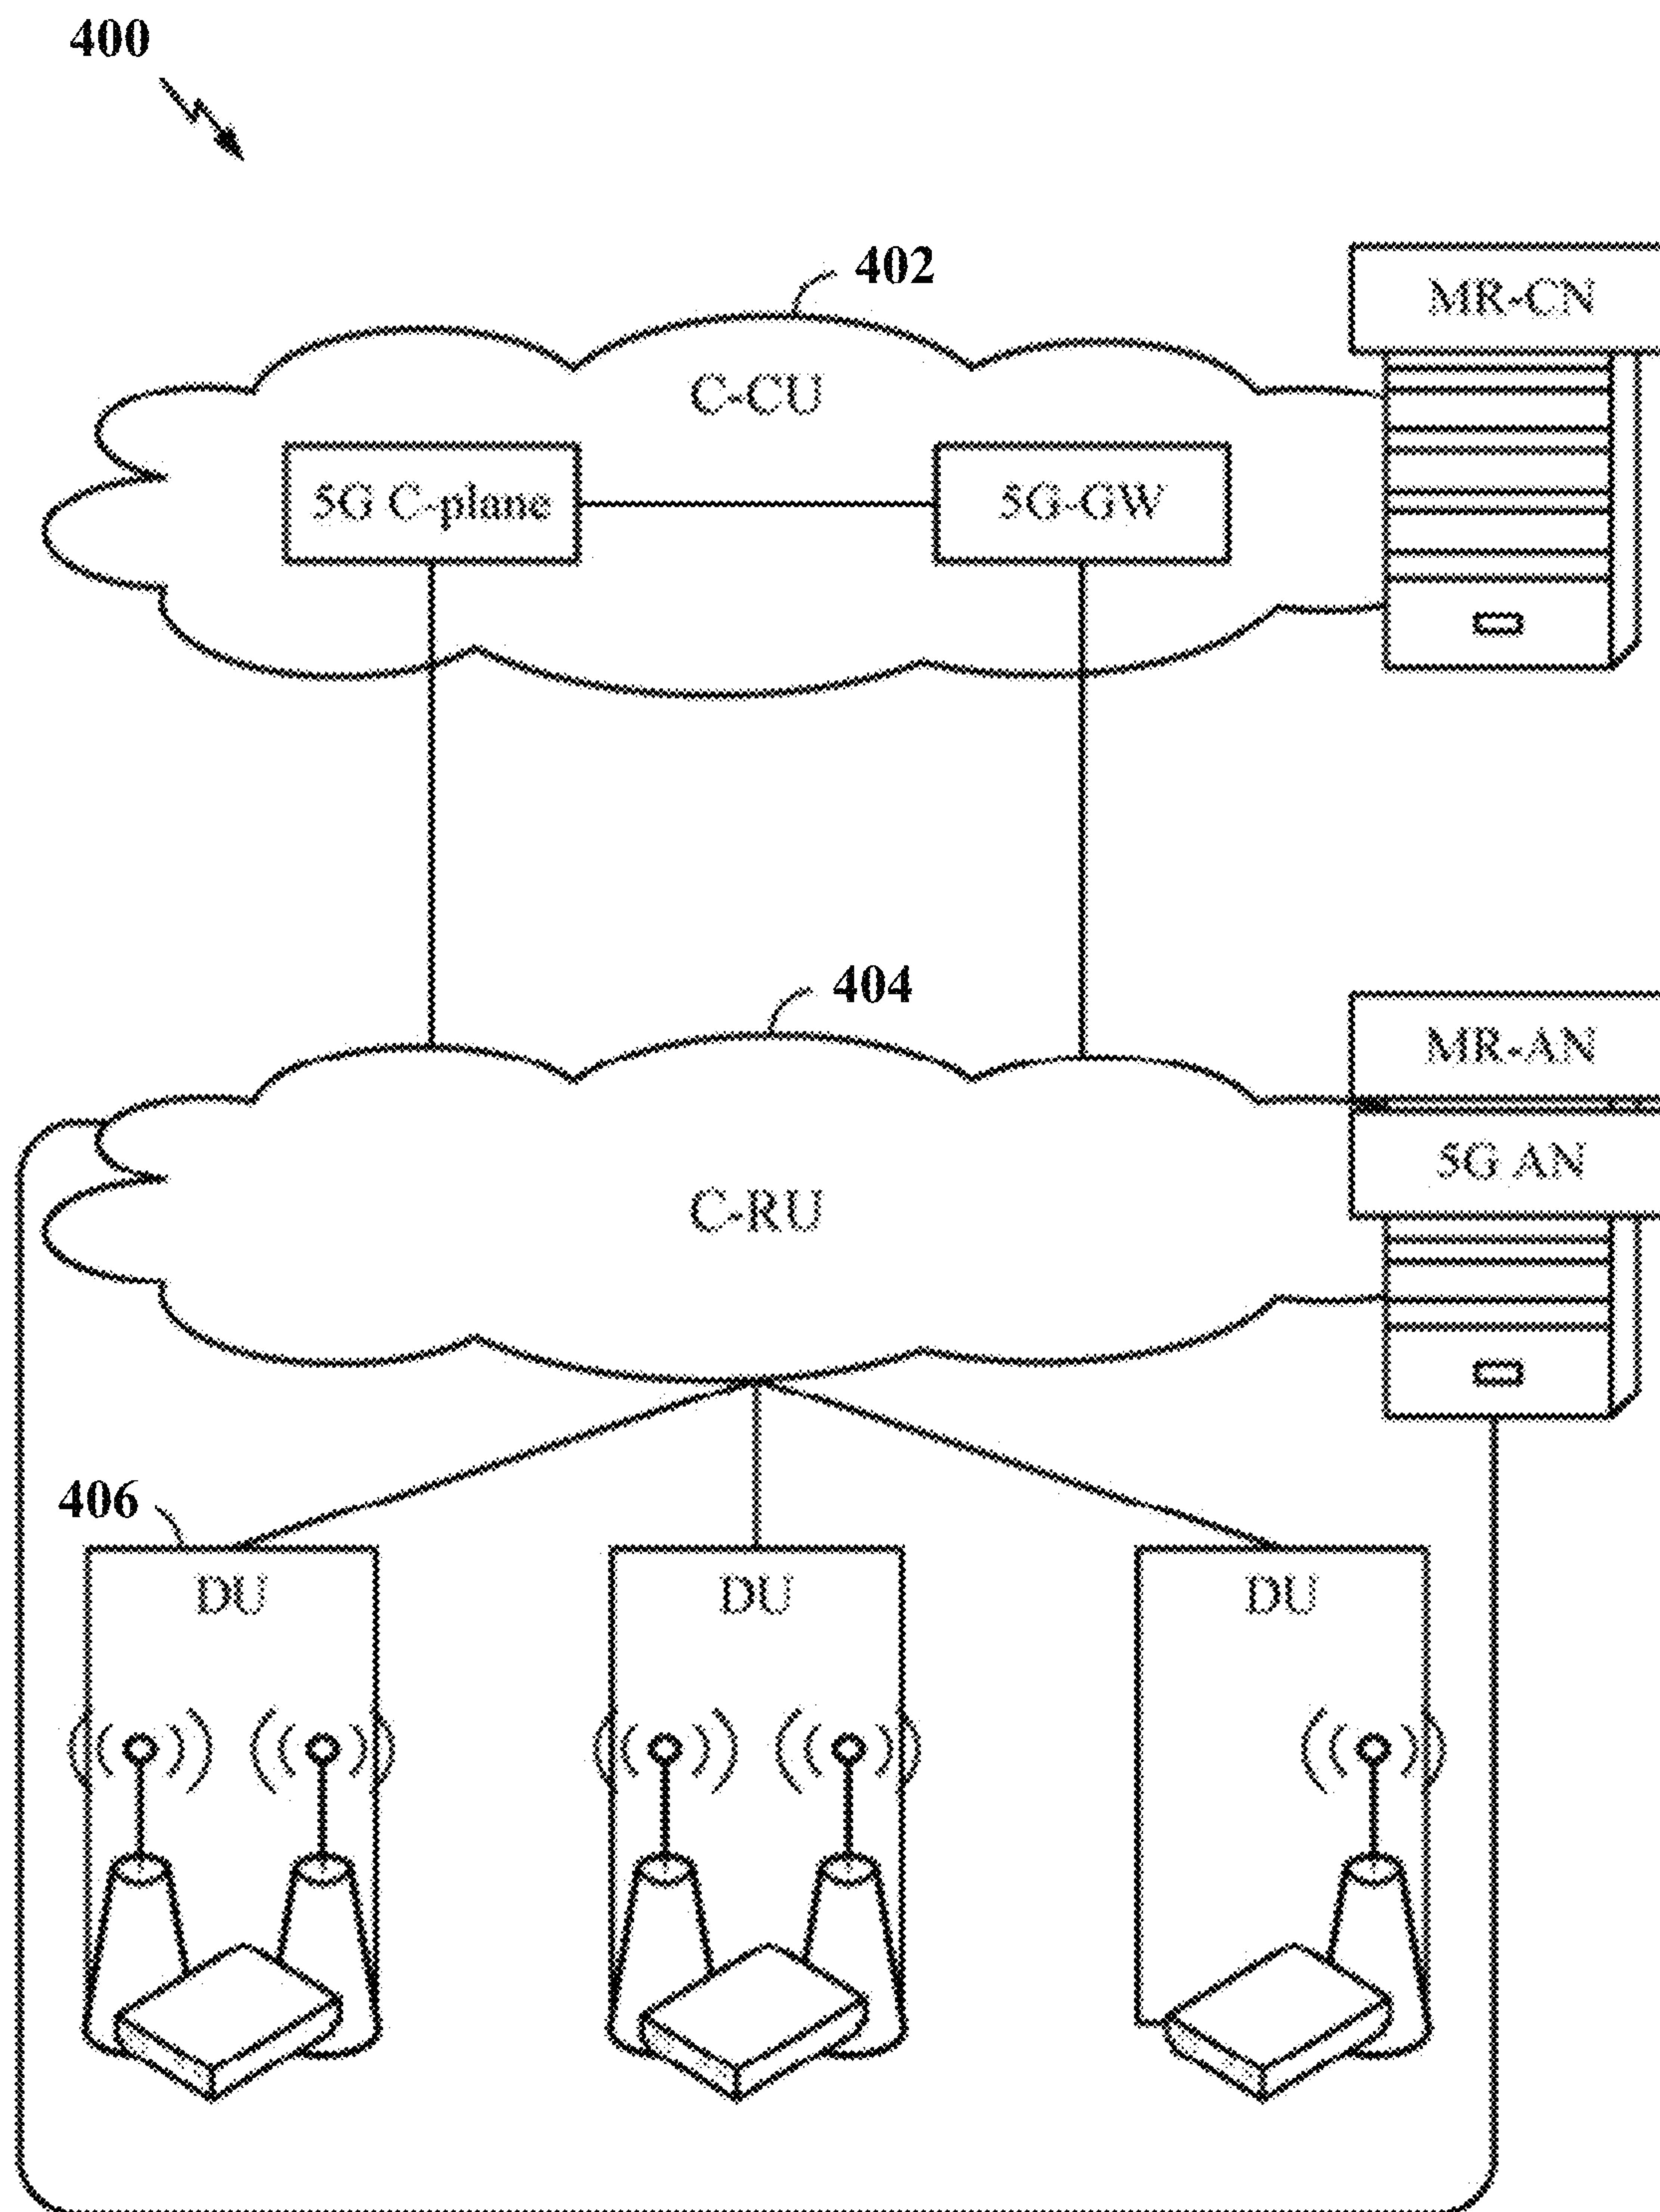 400
402
MR-CN
C-CU
5G C-plane
5G-GW
404
MR-AN
5G AN
C-RU
406
DU
DU
DU